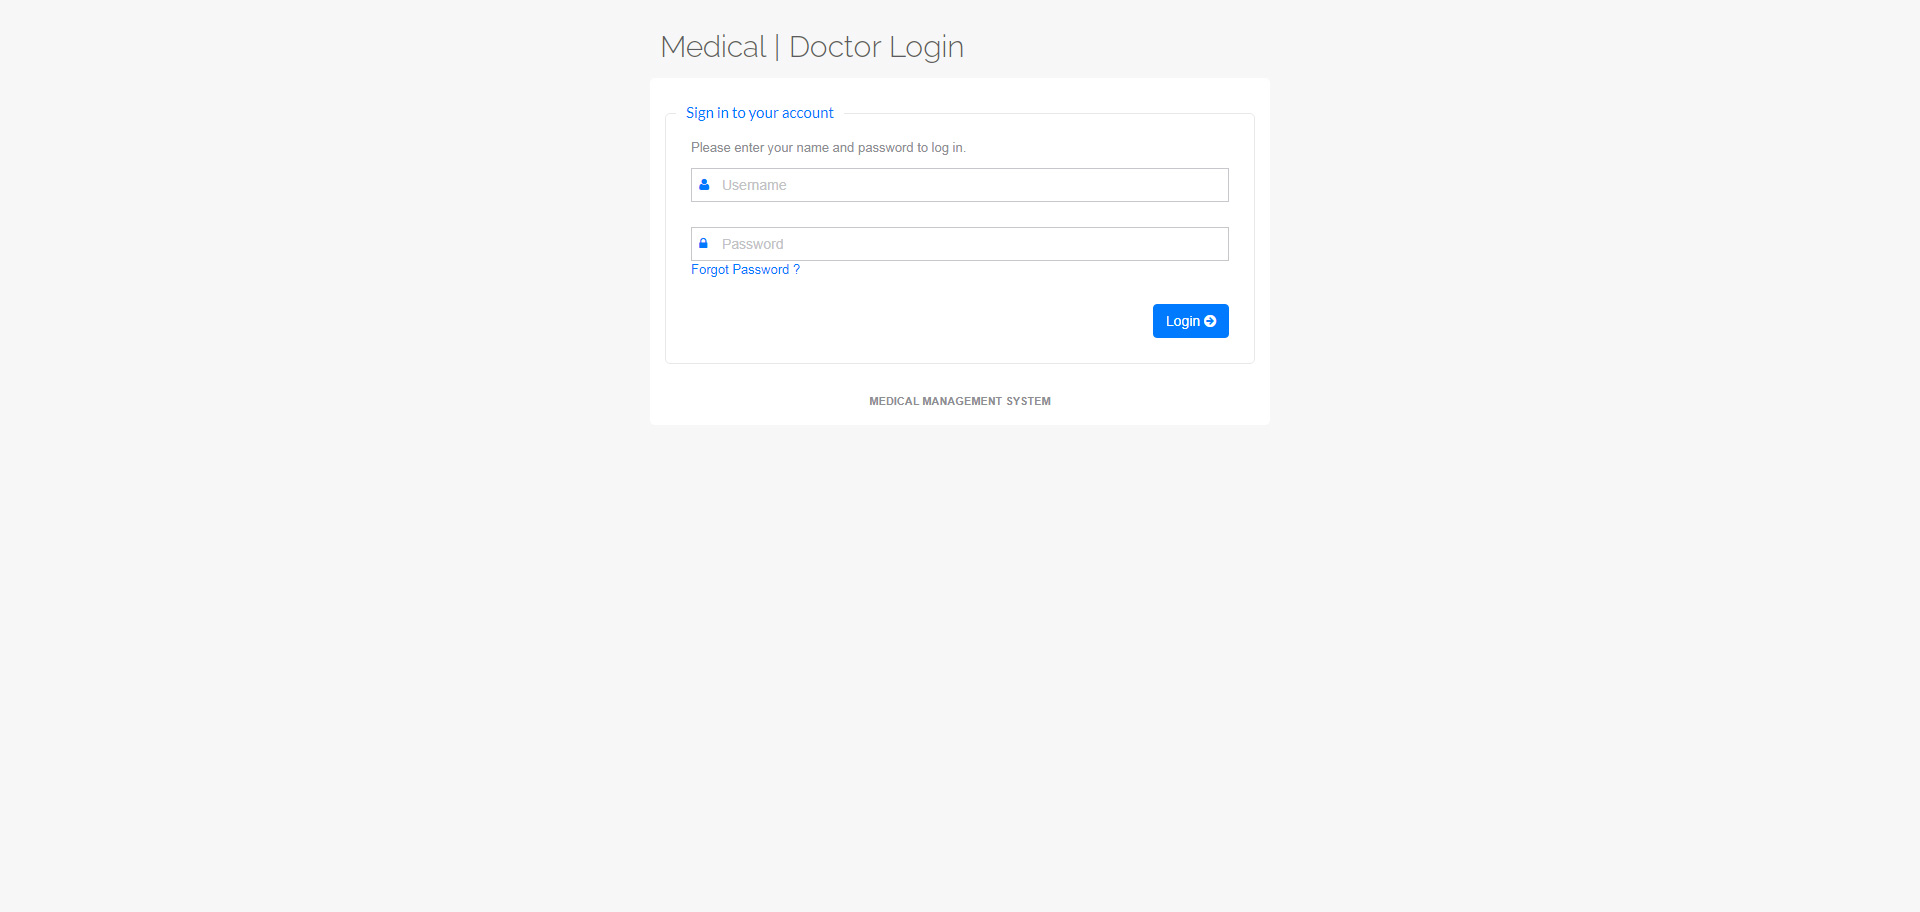 Medical | Doctor Login
Sign in to your account
Please enter your name and password to log in.
Username
Password
Forgot Password ?
Login
MEDICAL MANAGEMENT SYSTEM